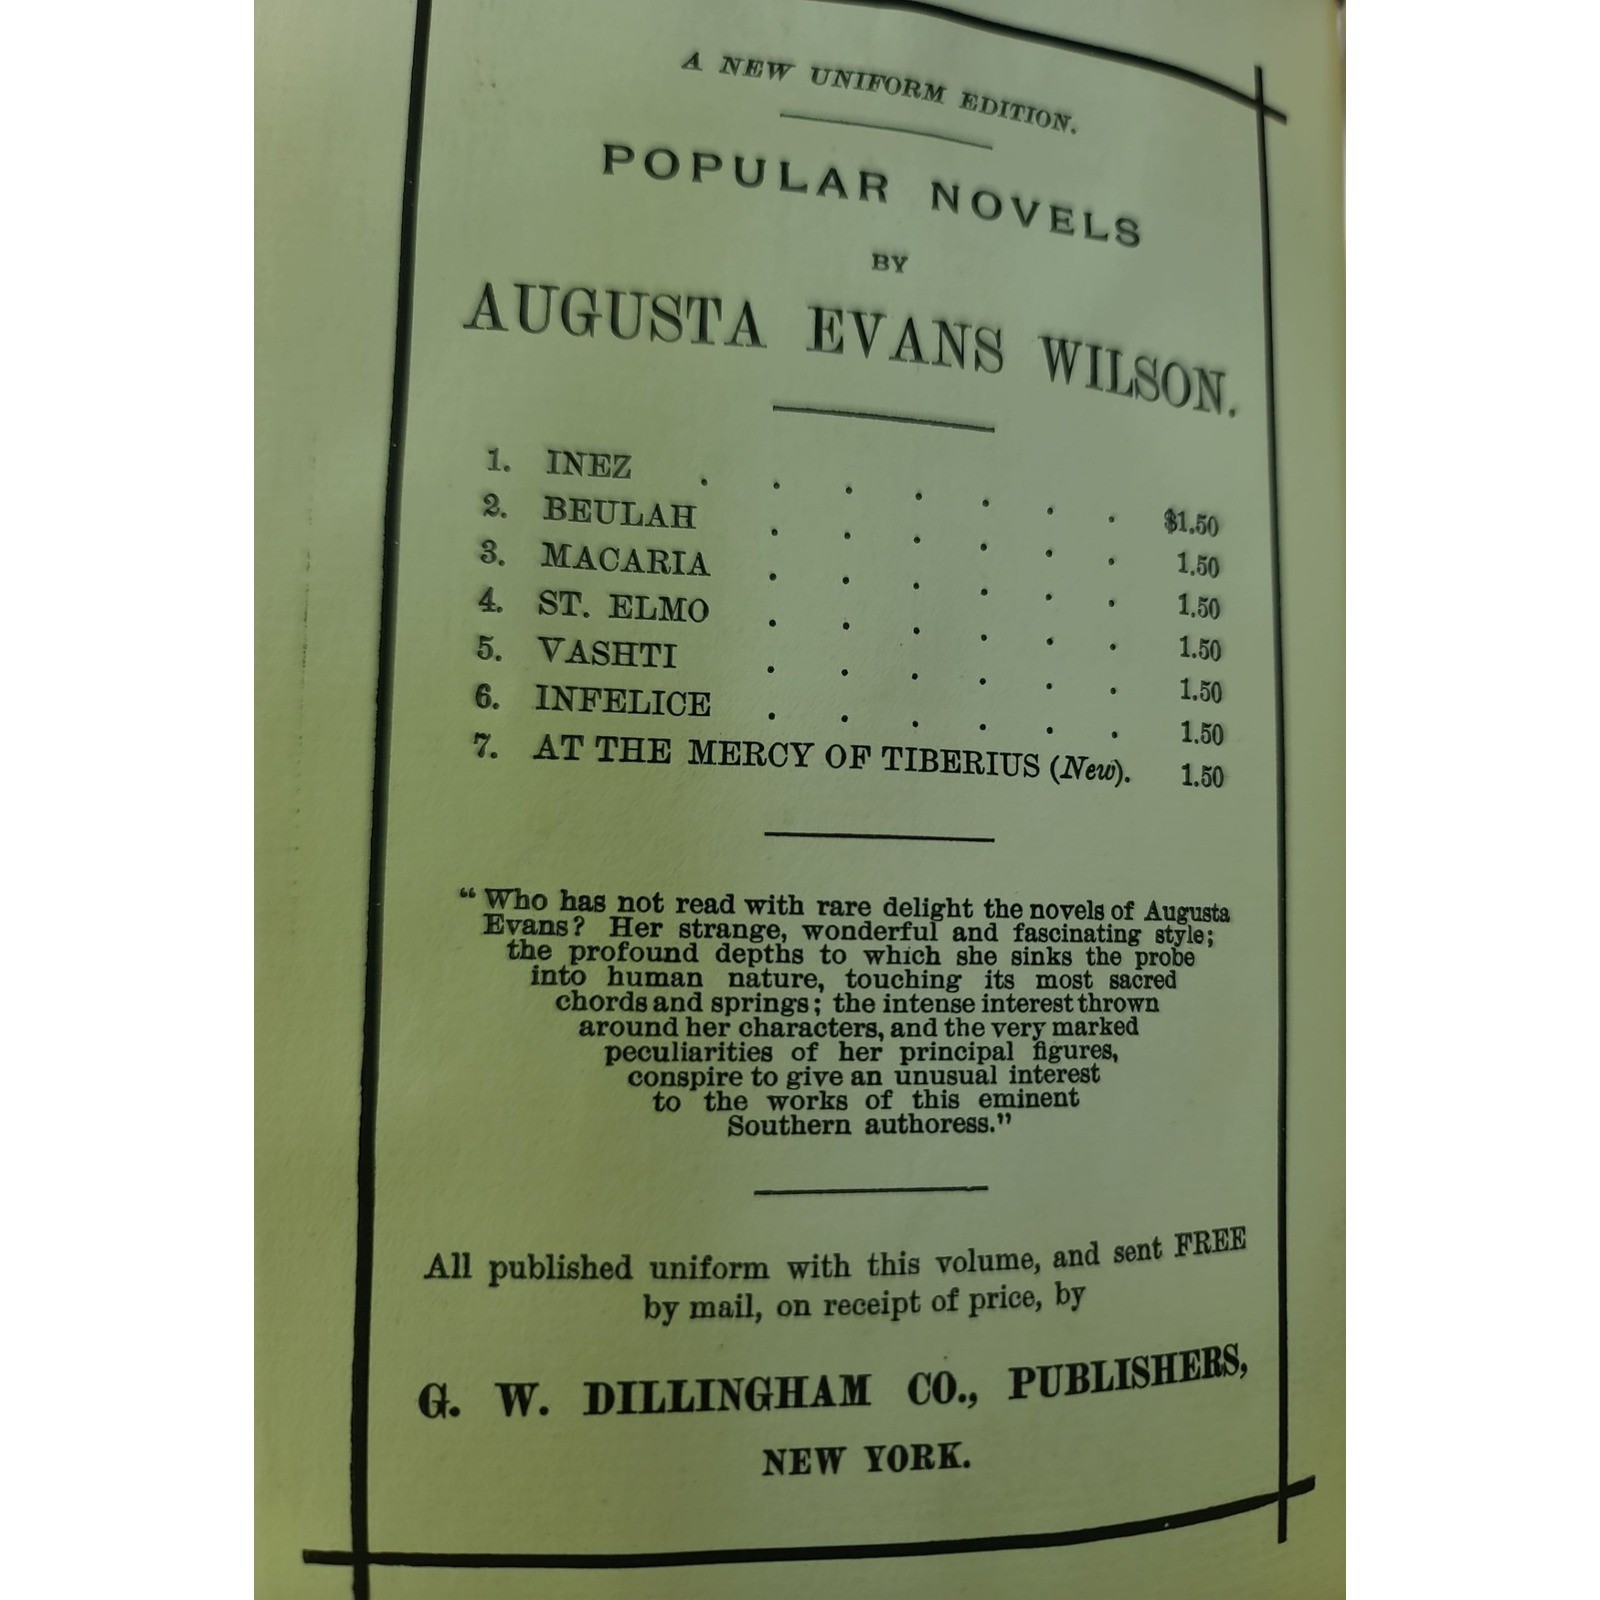 A NEW UNIFORM EDITION.
POPULAR NOVELS
BY
AUGUSTA EVANS WILSON.
1. INEZ . . . . . . . $1.50
2. BEULAH . . . . . . 1.50
3. MACARIA . . . . . . 1.50
4. ST. ELMO . . . . . . 1.50
5. VASHTI . . . . . . 1.50
6. INFELICE . . . . . . 1.50
7. AT THE MERCY OF TIBERIUS (New). 1.50
“Who has not read with rare delight the novels of Augusta
Evans? Her strange, wonderful and fascinating style;
the profound depths to which she sinks the probe
into human nature, touching its most sacred
chords and springs; the intense interest thrown
around her characters, and the very marked
peculiarities of her principal figures,
conspire to give an unusual interest
to the works of this eminent
Southern authoress.”
All published uniform with this volume, and sent FREE
by mail, on receipt of price, by
G. W. DILLINGHAM CO., PUBLISHERS,
NEW YORK.